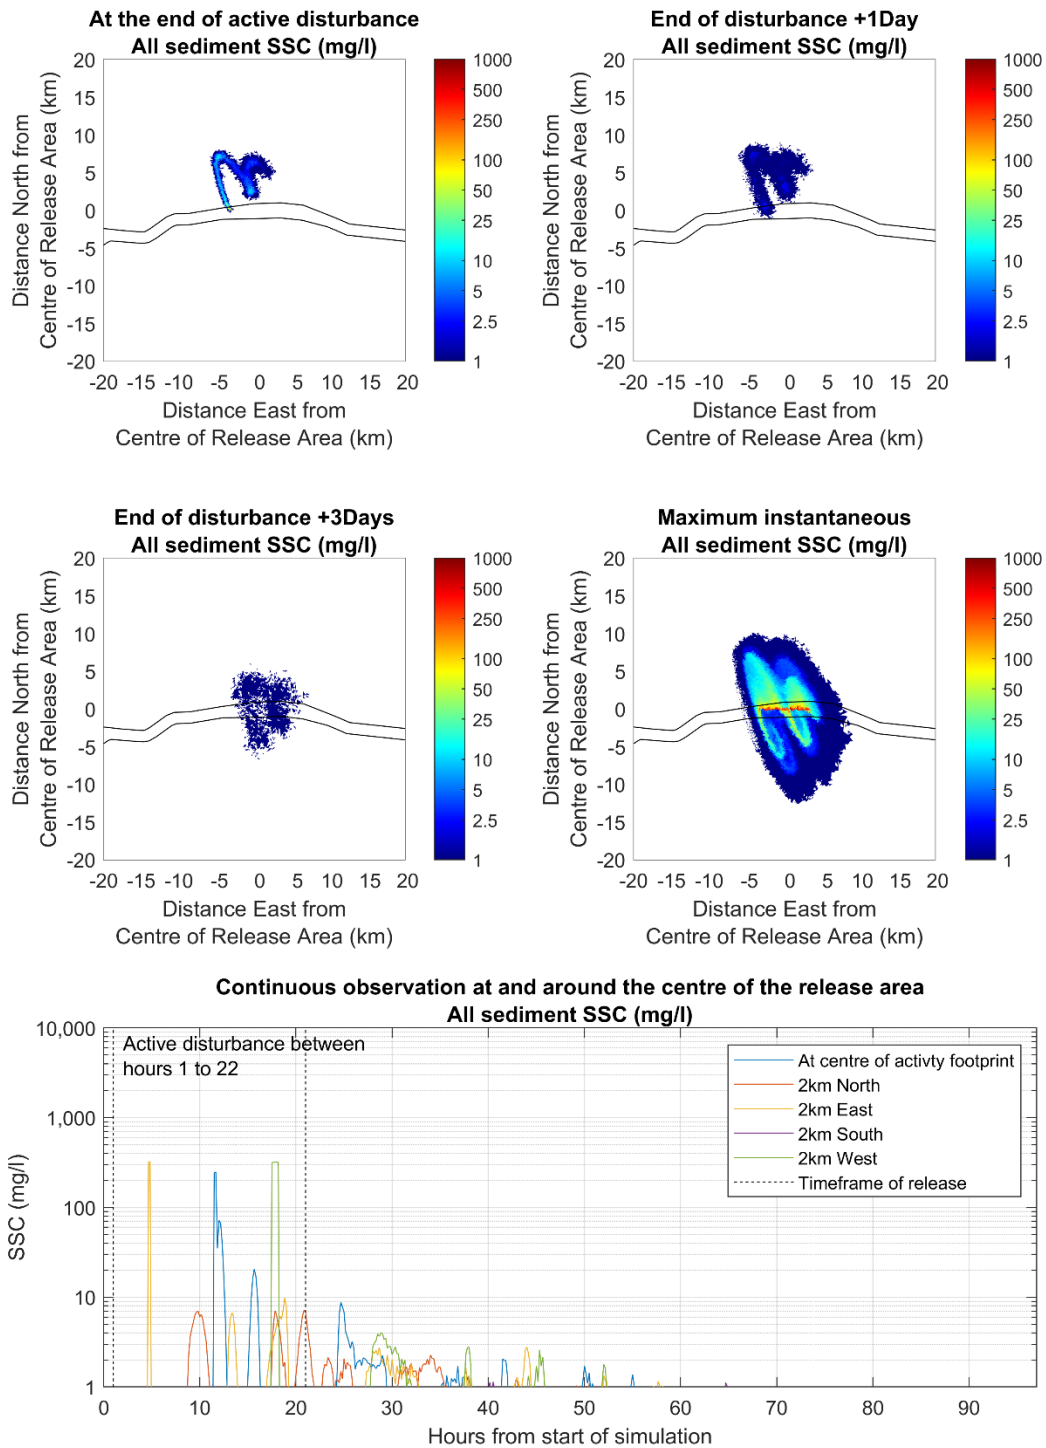 At the end of active disturbance
All sediment SSC (mg/l)
Distance North from
Centre of Release Area (km)
20
15
10
5
0
-5
-10
-15
-20
-20 -15 -10 -5 0 5 10 15 20
Distance East from
Centre of Release Area (km)
1000
500
250
100
50
25
10
5
2.5
1
End of disturbance +1Day
All sediment SSC (mg/l)
Distance North from
Centre of Release Area (km)
20
15
10
5
0
-5
-10
-15
-20
-20 -15 -10 -5 0 5 10 15 20
Distance East from
Centre of Release Area (km)
1000
500
250
100
50
25
10
5
2.5
1
End of disturbance +3Days
All sediment SSC (mg/l)
Distance North from
Centre of Release Area (km)
20
15
10
5
0
-5
-10
-15
-20
-20 -15 -10 -5 0 5 10 15 20
Distance East from
Centre of Release Area (km)
1000
500
250
100
50
25
10
5
2.5
1
Maximum instantaneous
All sediment SSC (mg/l)
Distance North from
Centre of Release Area (km)
20
15
10
5
0
-5
-10
-15
-20
-20 -15 -10 -5 0 5 10 15 20
Distance East from
Centre of Release Area (km)
1000
500
250
100
50
25
10
5
2.5
1
Continuous observation at and around the centre of the release area
All sediment SSC (mg/l)
SSC (mg/l)
10,000
1,000
100
10
1
Active disturbance between
hours 1 to 22
At centre of activty footprint
2km North
2km East
2km South
2km West
Timeframe of release
0 10 20 30 40 50 60 70 80 90
Hours from start of simulation